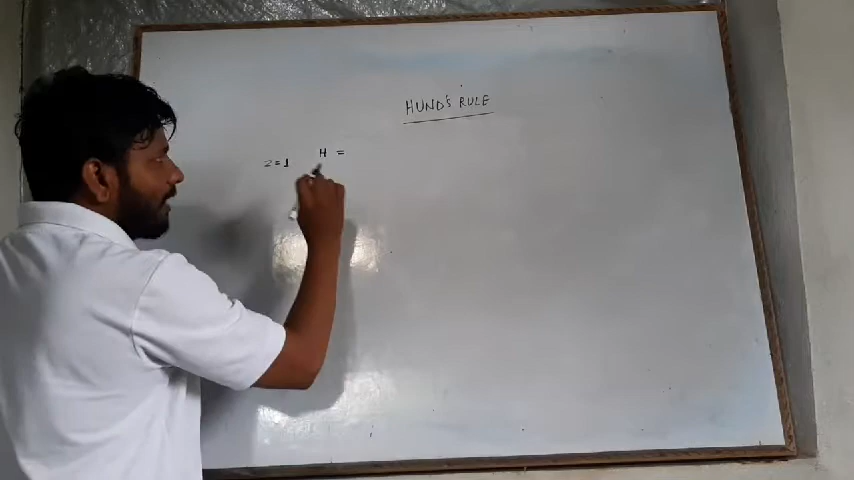 HUND'S RULE
Z=1 H =